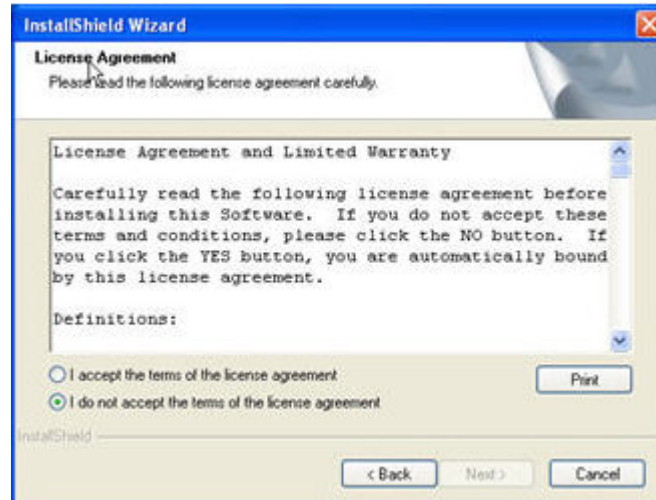 InstallShield Wizard
License Agreement
Please read the following license agreement carefully.
License Agreement and Limited Warranty
Carefully read the following license agreement before
installing this Software.  If you do not accept these
terms and conditions, please click the NO button.  If
you click the YES button, you are automatically bound
by this license agreement.
Definitions:
I accept the terms of the license agreement
Print
I do not accept the terms of the license agreement
InstallShield
< Back
Next >
Cancel